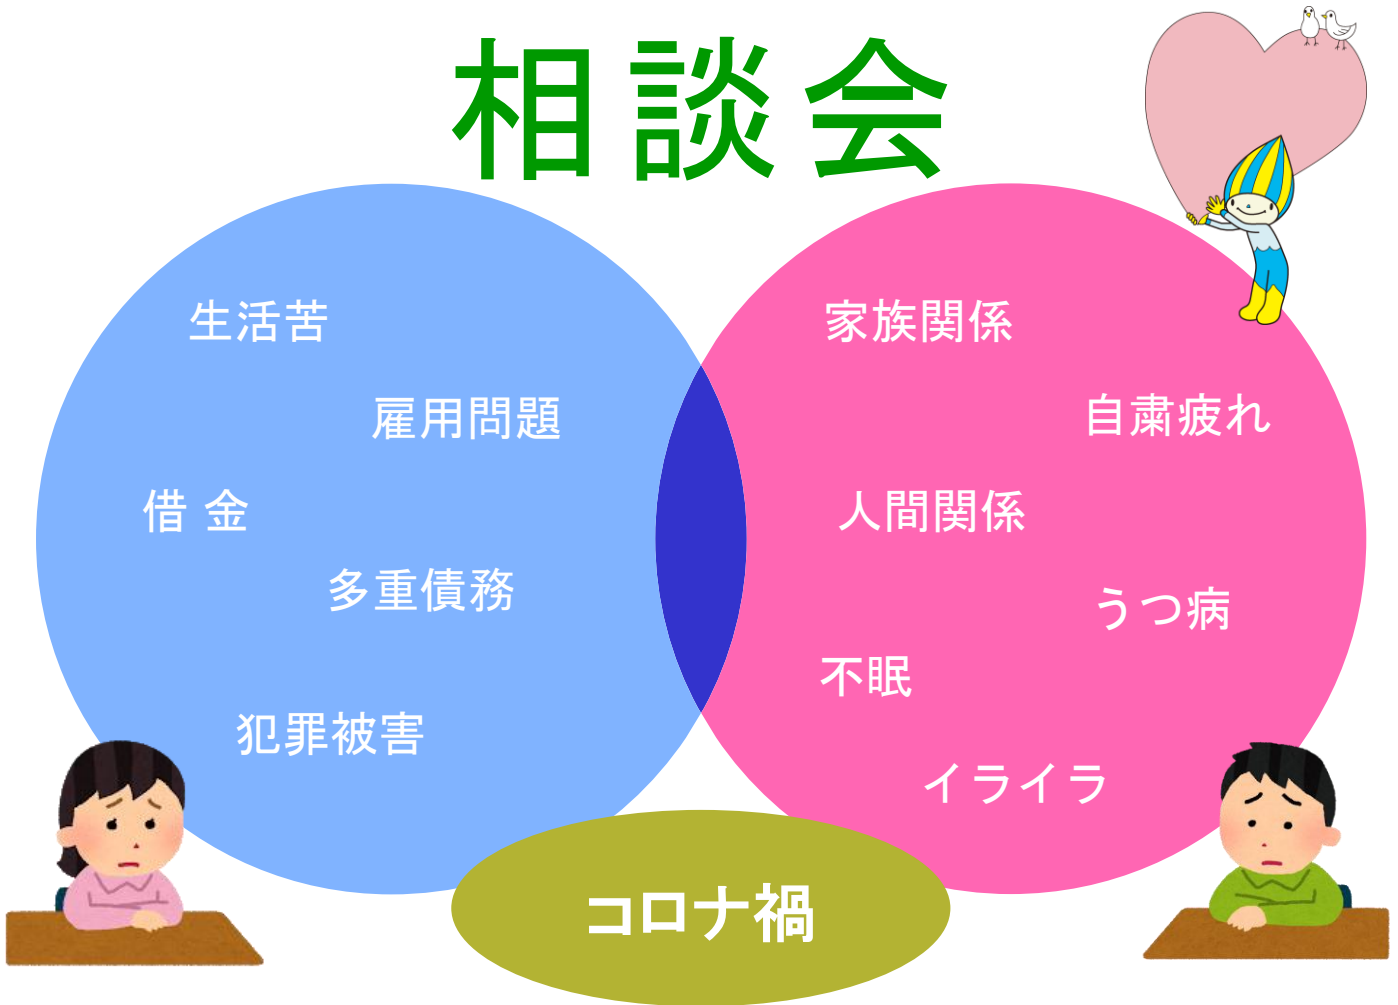 相談会
生活苦
雇用問題
借 金
多重債務
犯罪被害
家族関係
自粛疲れ
人間関係
うつ病
不眠
イライラ
コロナ禍